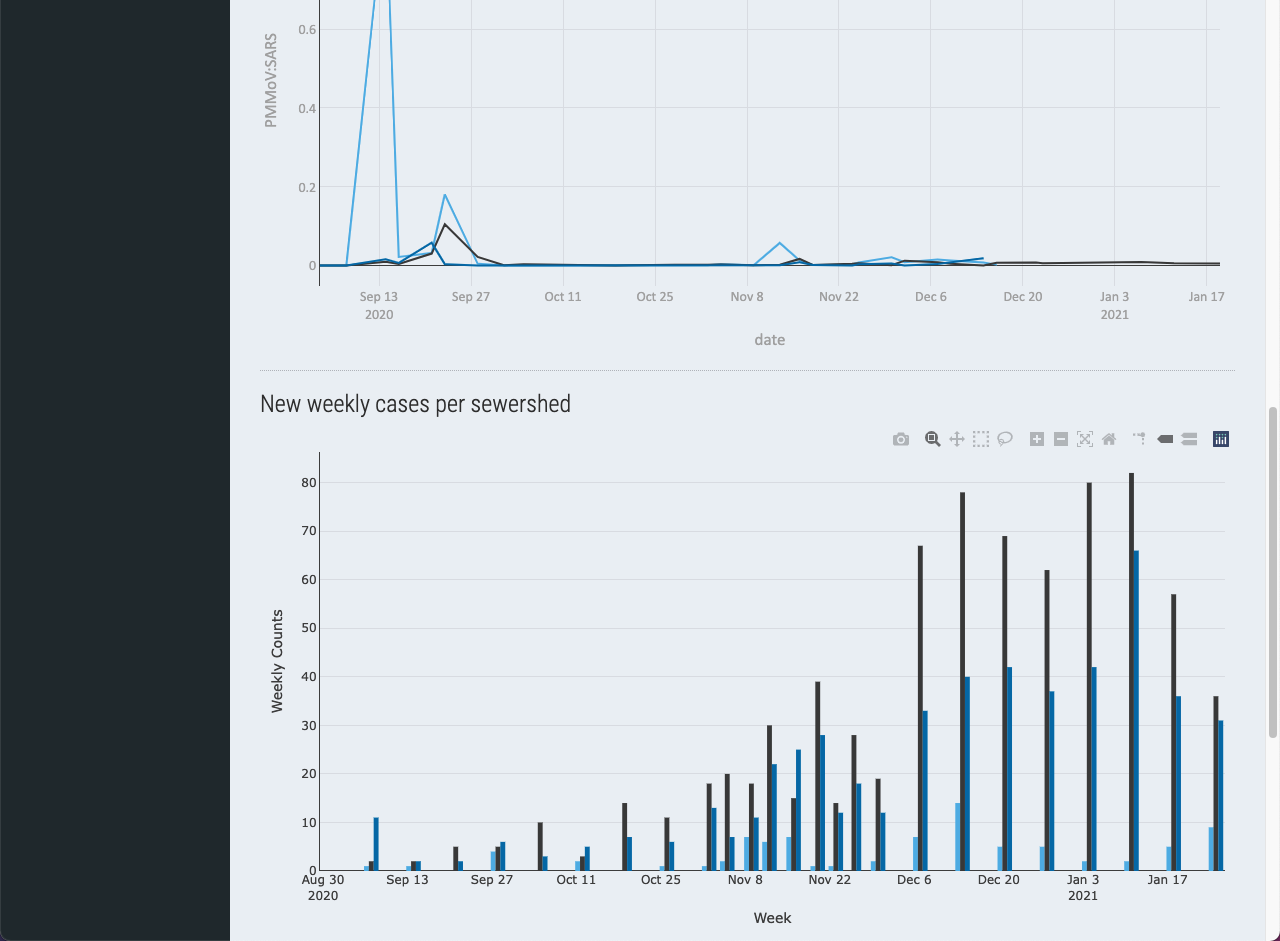 0.6
0.4
0.2
0
PMMoV:SARS
Sep 13 Sep 27 Oct 11 Oct 25 Nov 8 Nov 22 Dec 6 Dec 20 Jan 3 Jan 17
2020 2021
date
New weekly cases per sewershed
80
70
60
50
40
30
20
10
0
Weekly Counts
Aug 30 Sep 13 Sep 27 Oct 11 Oct 25 Nov 8 Nov 22 Dec 6 Dec 20 Jan 3 Jan 17
2020 2021
Week